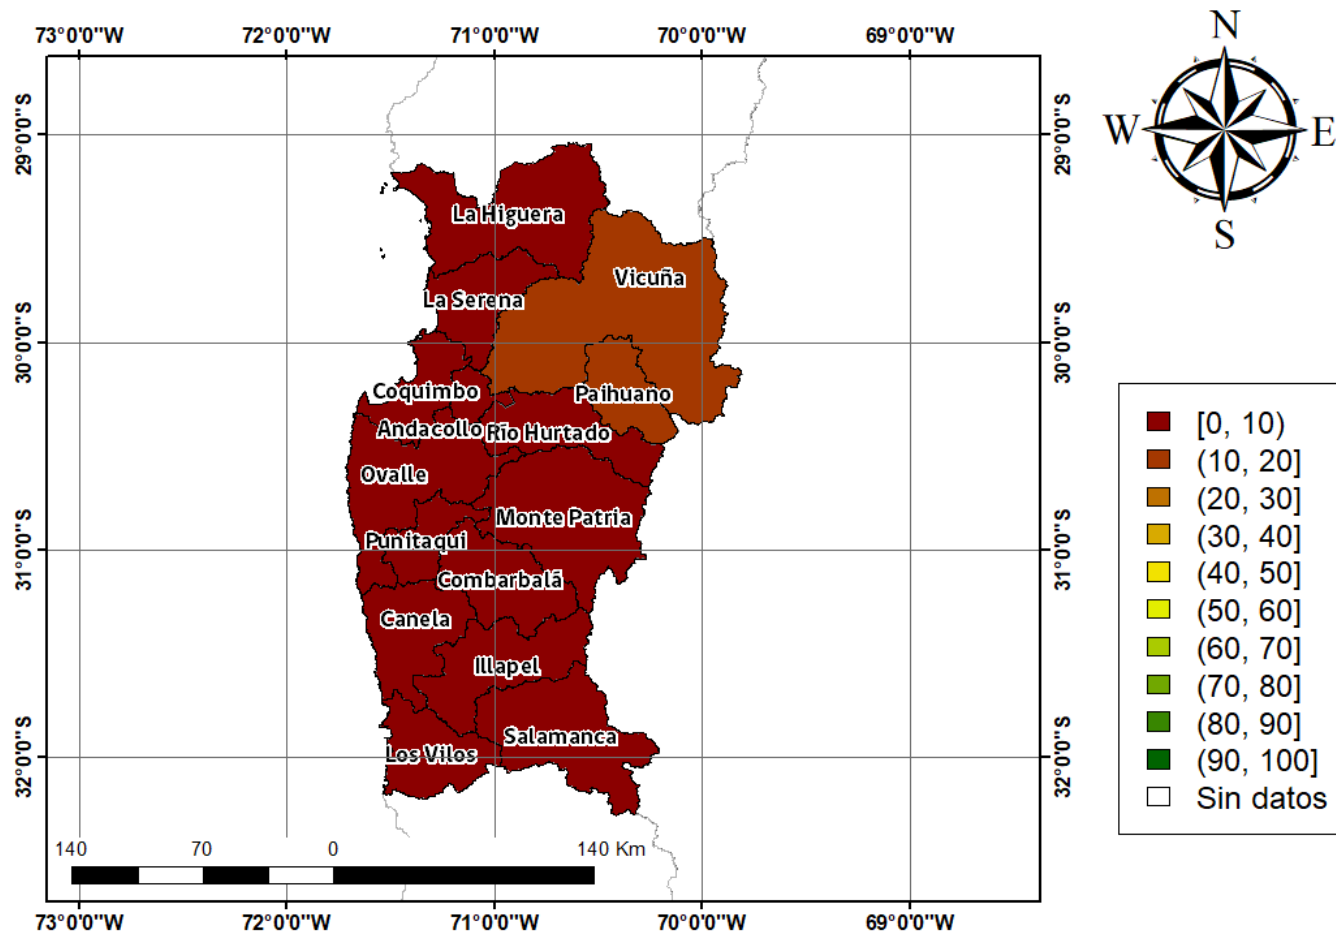 73°0'0"W 72°0'0"W 71°0'0"W 70°0'0"W 69°0'0"W
N
W E
S
29°0'0"S 29°0'0"S
La Higuera
Vicuña
La Serena
30°0'0"S 30°0'0"S
Coquimbo Paihuano
Andacollo Río Hurtado
Ovalle
Monte Patria
Punitaqui
31°0'0"S 31°0'0"S
Combarbalá
Canela
Illapel
Salamanca
Los Vilos
32°0'0"S 32°0'0"S
140 70 0 140 Km
73°0'0"W 72°0'0"W 71°0'0"W 70°0'0"W 69°0'0"W
[0, 10)
(10, 20]
(20, 30]
(30, 40]
(40, 50]
(50, 60]
(60, 70]
(70, 80]
(80, 90]
(90, 100]
Sin datos